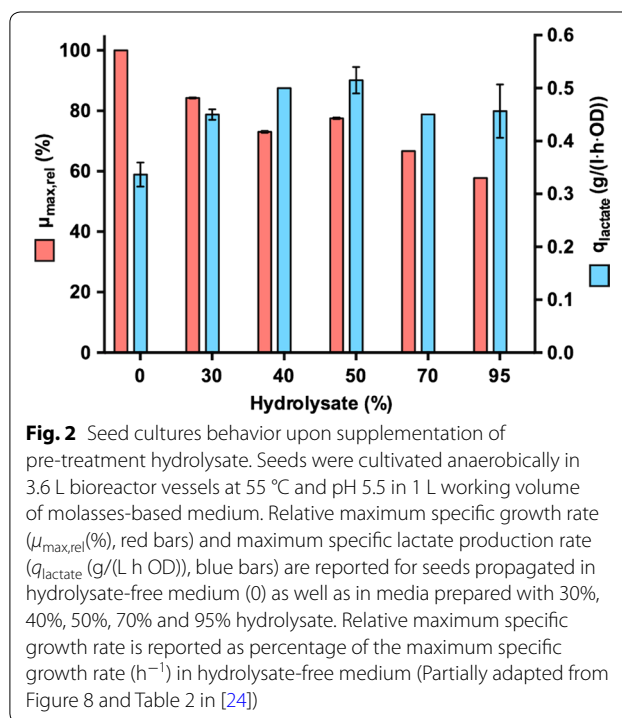 100
80
60
40
20
0
μmax,rel (%)
0.6
0.5
0.4
0.3
0.2
0.1
0.0
qlactate (g/(l·h·OD))
0 30 40 50 70 95
Hydrolysate (%)
Fig. 2 Seed cultures behavior upon supplementation of
pre-treatment hydrolysate. Seeds were cultivated anaerobically in
3.6 L bioreactor vessels at 55 °C and pH 5.5 in 1 L working volume
of molasses-based medium. Relative maximum specific growth rate
(μmax,rel(%), red bars) and maximum specific lactate production rate
(qlactate (g/(L h OD)), blue bars) are reported for seeds propagated in
hydrolysate-free medium (0) as well as in media prepared with 30%,
40%, 50%, 70% and 95% hydrolysate. Relative maximum specific
growth rate is reported as percentage of the maximum specific
growth rate (h−1) in hydrolysate-free medium (Partially adapted from
Figure 8 and Table 2 in [24])